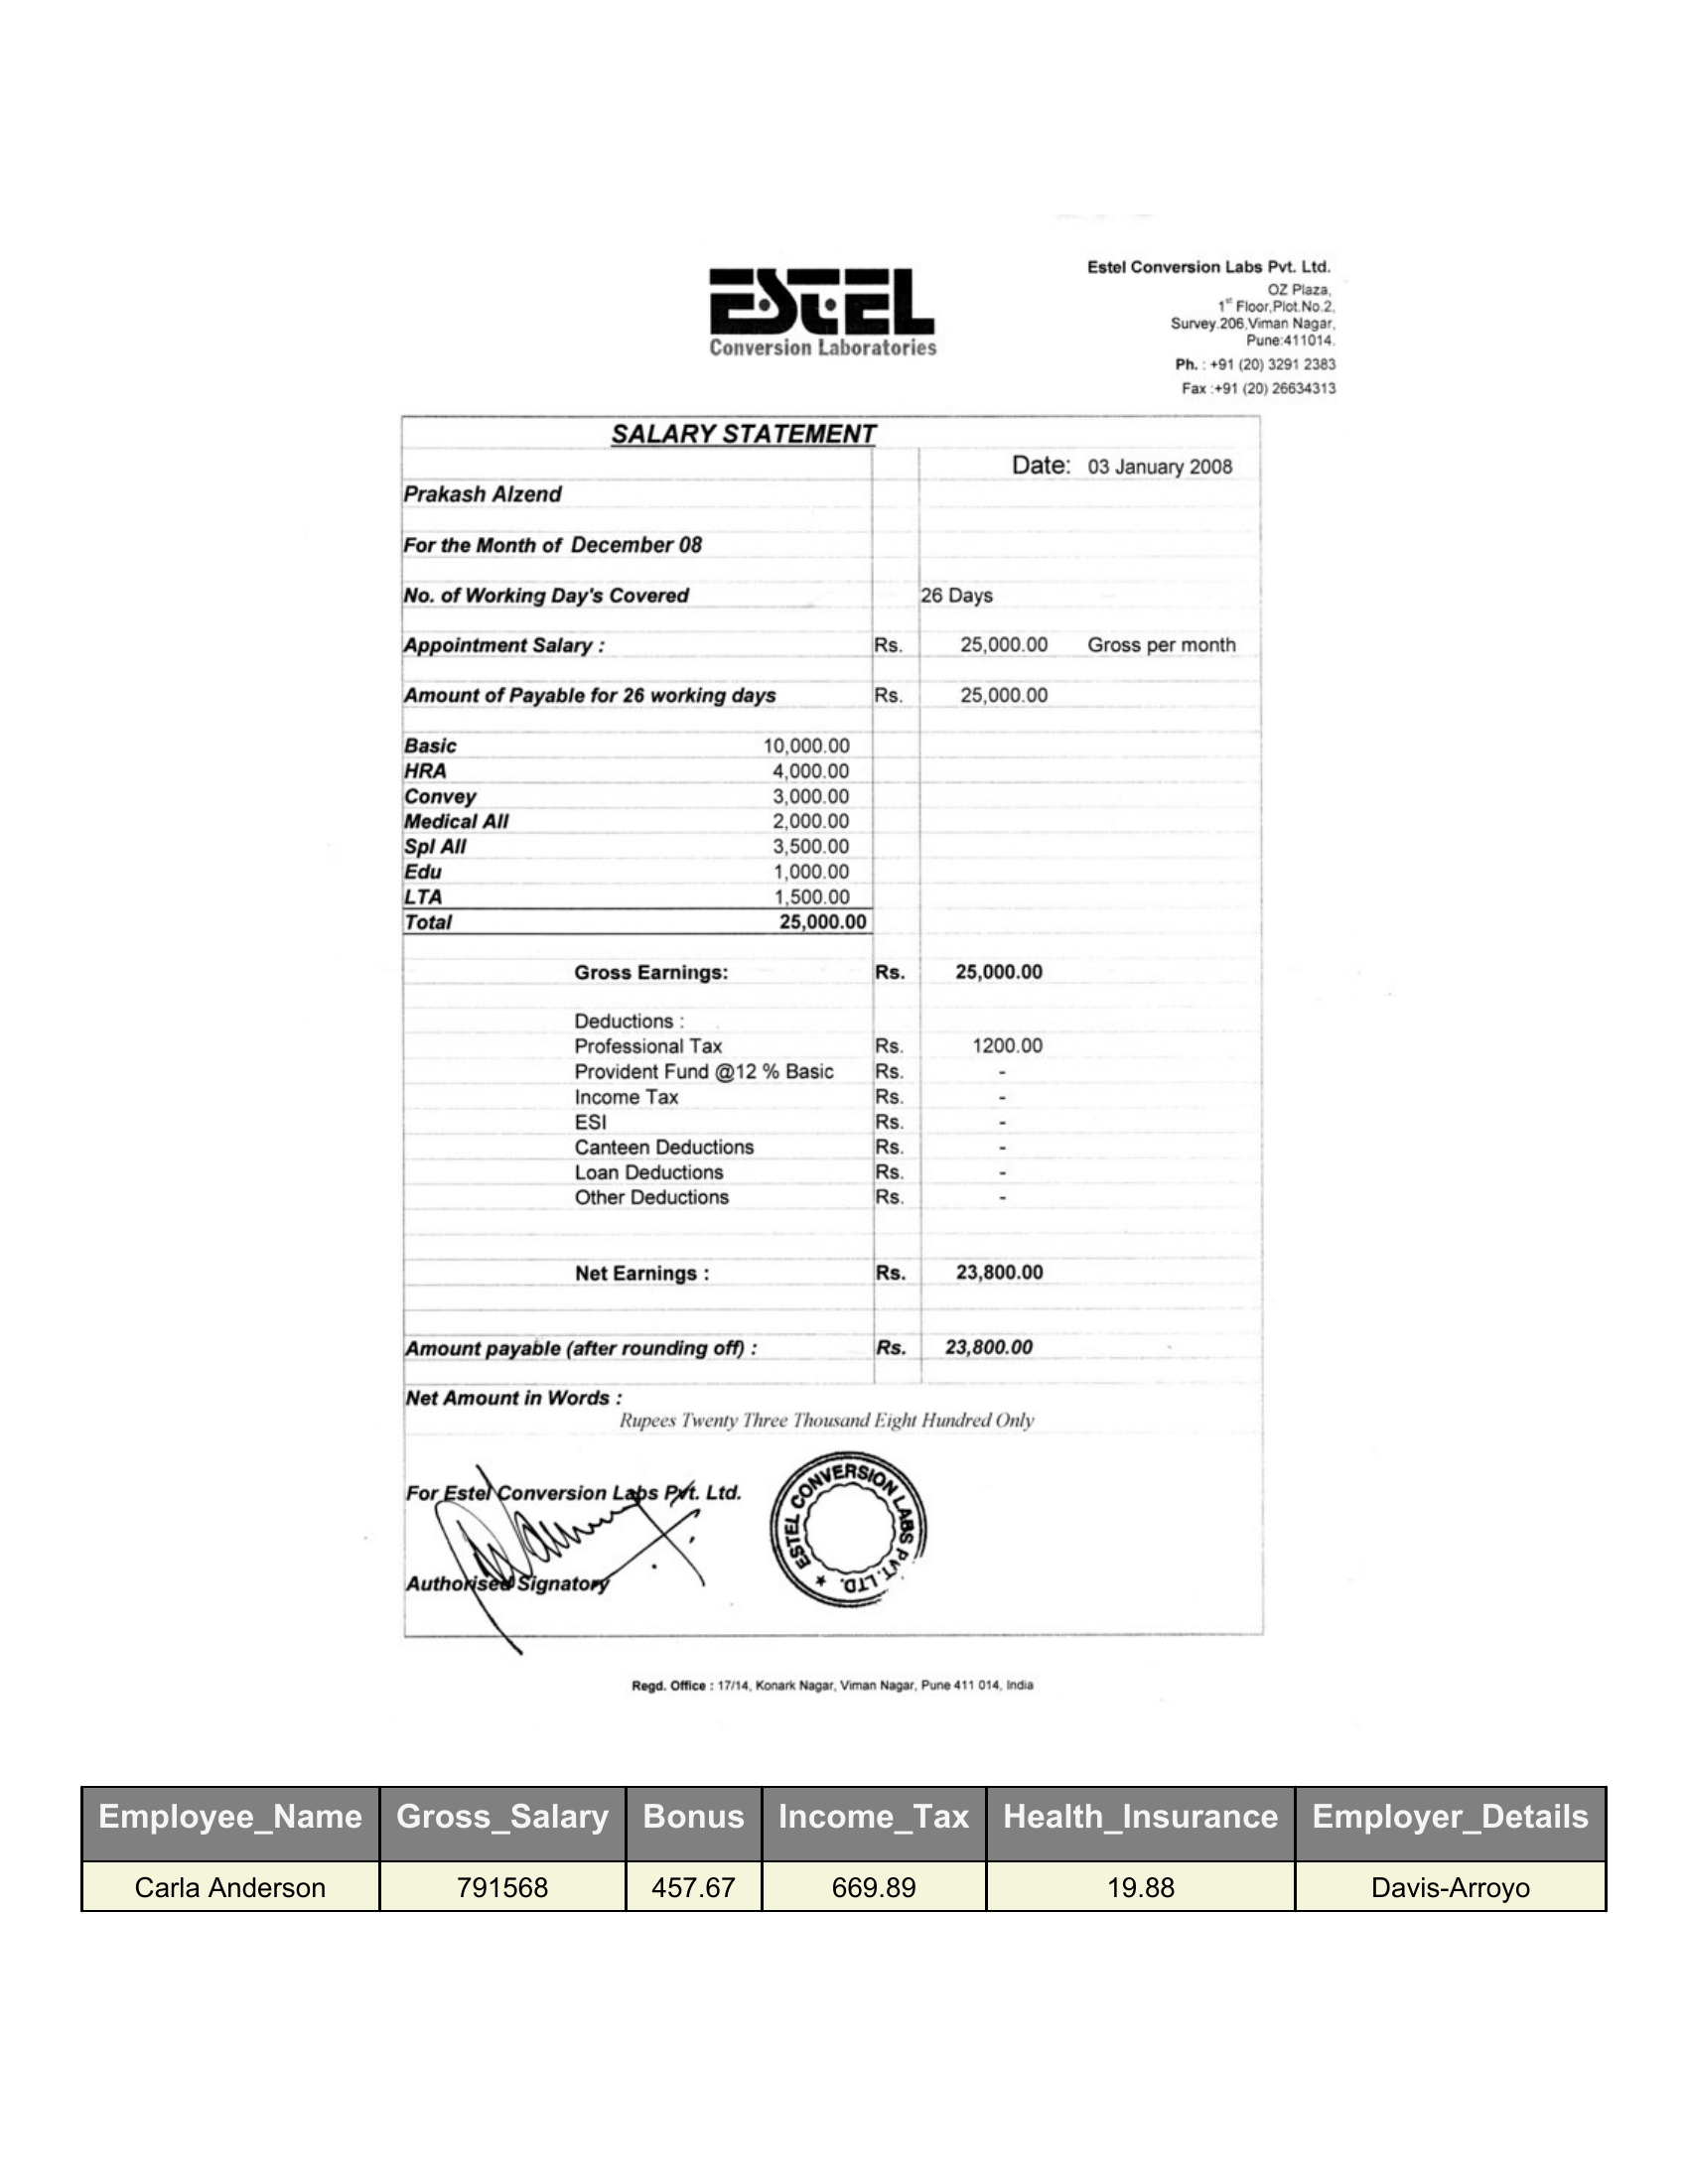 ESTEL
Conversion Laboratories
Estel Conversion Labs Pvt. Ltd.
OZ Plaza,
1st Floor,Plot.No.2,
Survey.206,Viman Nagar,
Pune:411014.
Ph. : +91 (20) 3291 2383
Fax :+91 (20) 26634313
SALARY STATEMENT
Date: 03 January 2008
Prakash Alzend
For the Month of December 08
No. of Working Day's Covered 26 Days
Appointment Salary : Rs. 25,000.00 Gross per month
Amount of Payable for 26 working days Rs. 25,000.00
Basic 10,000.00
HRA 4,000.00
Convey 3,000.00
Medical All 2,000.00
Spl All 3,500.00
Edu 1,000.00
LTA 1,500.00
Total 25,000.00
Gross Earnings: Rs. 25,000.00
Deductions :
Professional Tax Rs. 1200.00
Provident Fund @12 % Basic Rs. -
Income Tax Rs. -
ESI Rs. -
Canteen Deductions Rs. -
Loan Deductions Rs. -
Other Deductions Rs. -
Net Earnings : Rs. 23,800.00
Amount payable (after rounding off) : Rs. 23,800.00
Net Amount in Words :
Rupees Twenty Three Thousand Eight Hundred Only
For Estel Conversion Labs Pvt. Ltd.
ESTEL CONVERSION LABS PVT. LTD. ★
Authorised Signatory
Regd. Office : 17/14, Konark Nagar, Viman Nagar, Pune 411 014, India
Employee_Name Gross_Salary Bonus Income_Tax Health_Insurance Employer_Details
Carla Anderson 791568 457.67 669.89 19.88 Davis-Arroyo